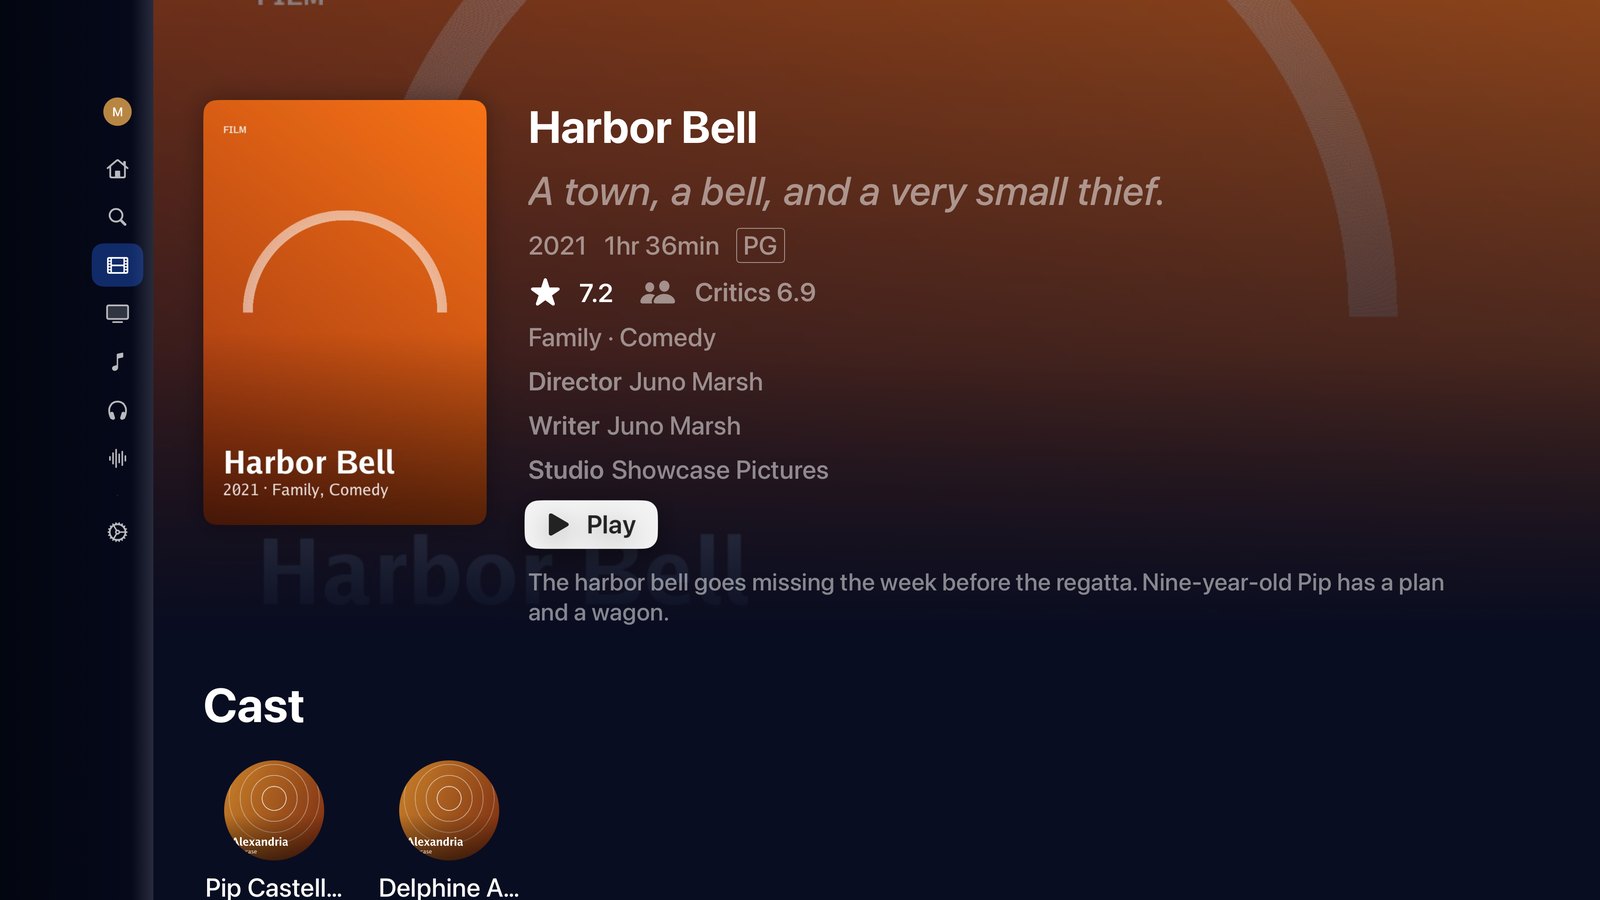 FILM
M
FILM
Harbor Bell
2021 · Family, Comedy
Harbor Bell
A town, a bell, and a very small thief.
2021 1hr 36min PG
7.2 Critics 6.9
Family · Comedy
Director Juno Marsh
Writer Juno Marsh
Studio Showcase Pictures
Play
Harbor Bell
The harbor bell goes missing the week before the regatta. Nine-year-old Pip has a plan
and a wagon.
Cast
Alexandria
Pip Castell...
Alexandria
Delphine A...